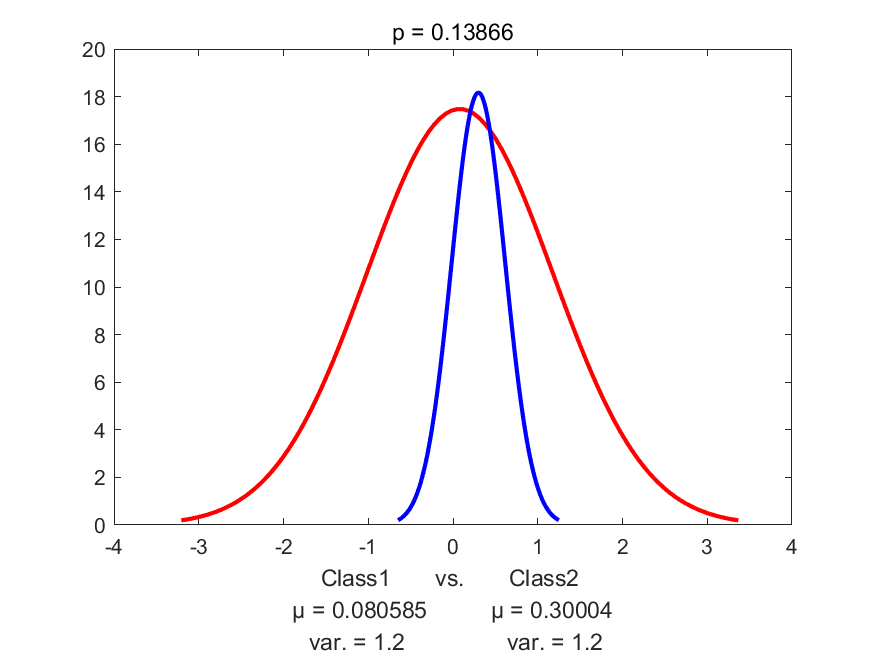 p = 0.13866
20
18
16
14
12
10
8
6
4
2
0
-4 -3 -2 -1 0 1 2 3 4
Class1 vs. Class2
μ = 0.080585 μ = 0.30004
var. = 1.2 var. = 1.2